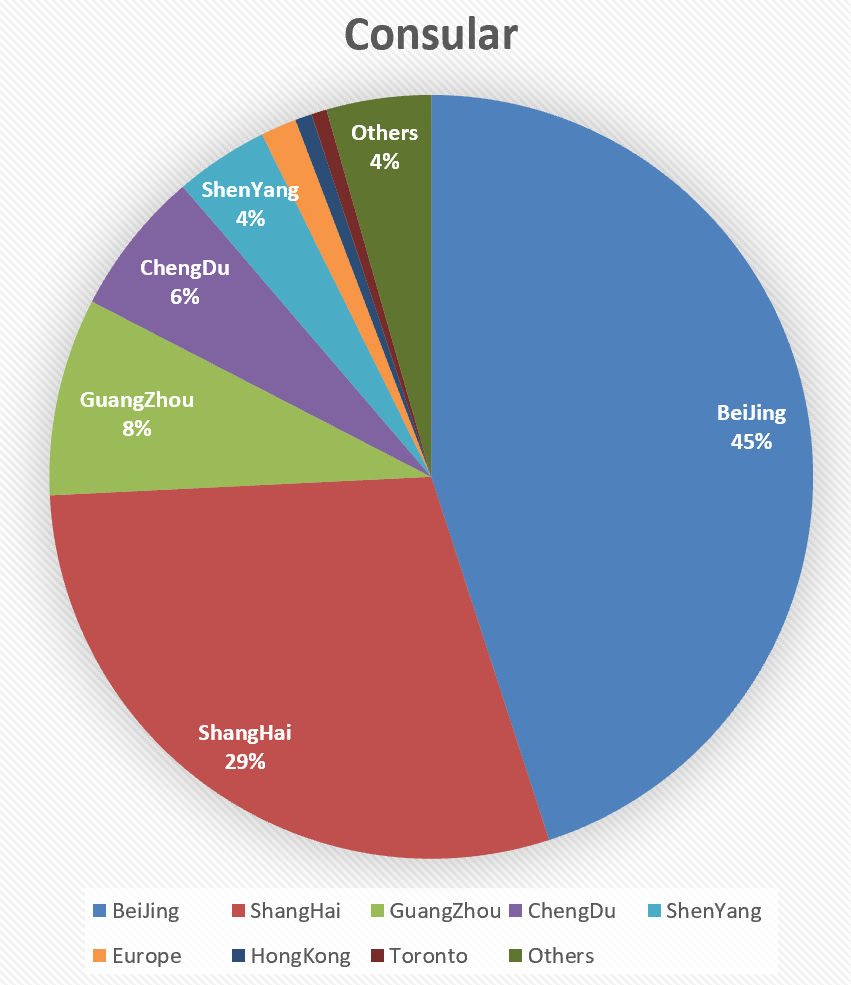 Consular
Others
4%
ShenYang
4%
ChengDu
6%
GuangZhou
8%
BeiJing
45%
ShangHai
29%
BeiJing ShangHai GuangZhou ChengDu ShenYang
Europe HongKong Toronto Others